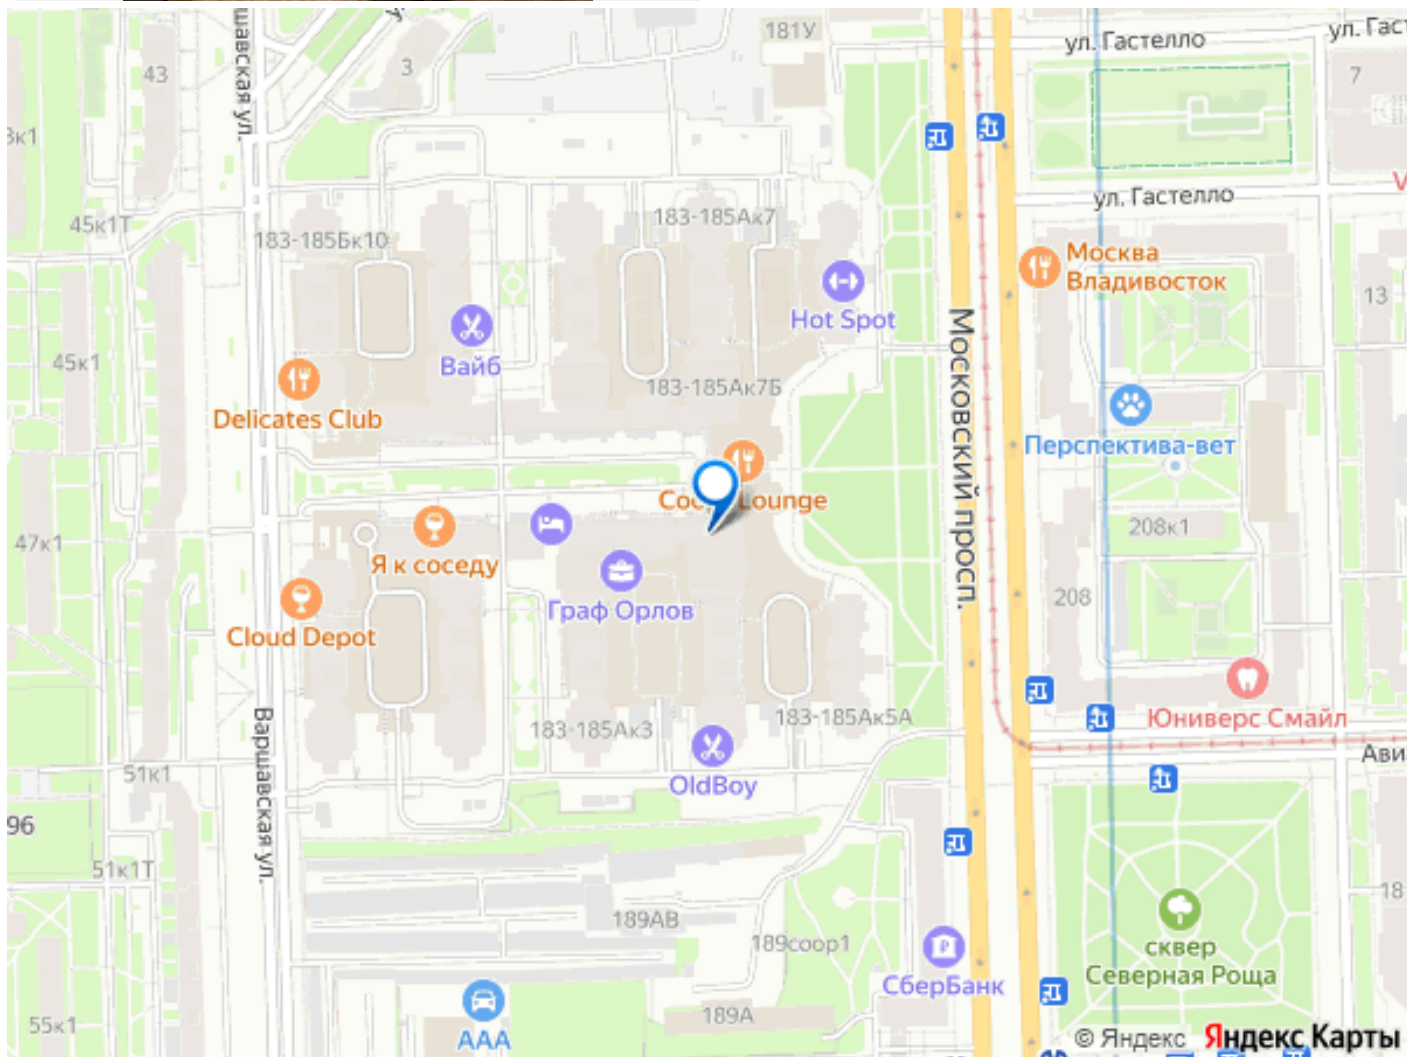 181У
ул. Гастелло
ул. Гаст
7
43
3
шавская ул.
3к1
ул. Гастелло
V
45к1Т
183-185Ак7
183-185Бк10
Москва
Владивосток
13
Hot Spot
Вайб
45к1
183-185Ак7Б
Delicates Club
Московский просп.
Перспектива-вет
Lounge
208к1
47к1
Я к соседу
Граф Орлов
208
Cloud Depot
183-185Ак5А
Юниверс Смайл
183-185Ак3
Ави
51к1
OldBoy
Варшавская ул.
96
51к1Т
181
189АВ
189соор1
сквер
Северная Роща
СберБанк
189А
55к1
ААА
© Яндекс Яндекс Карты